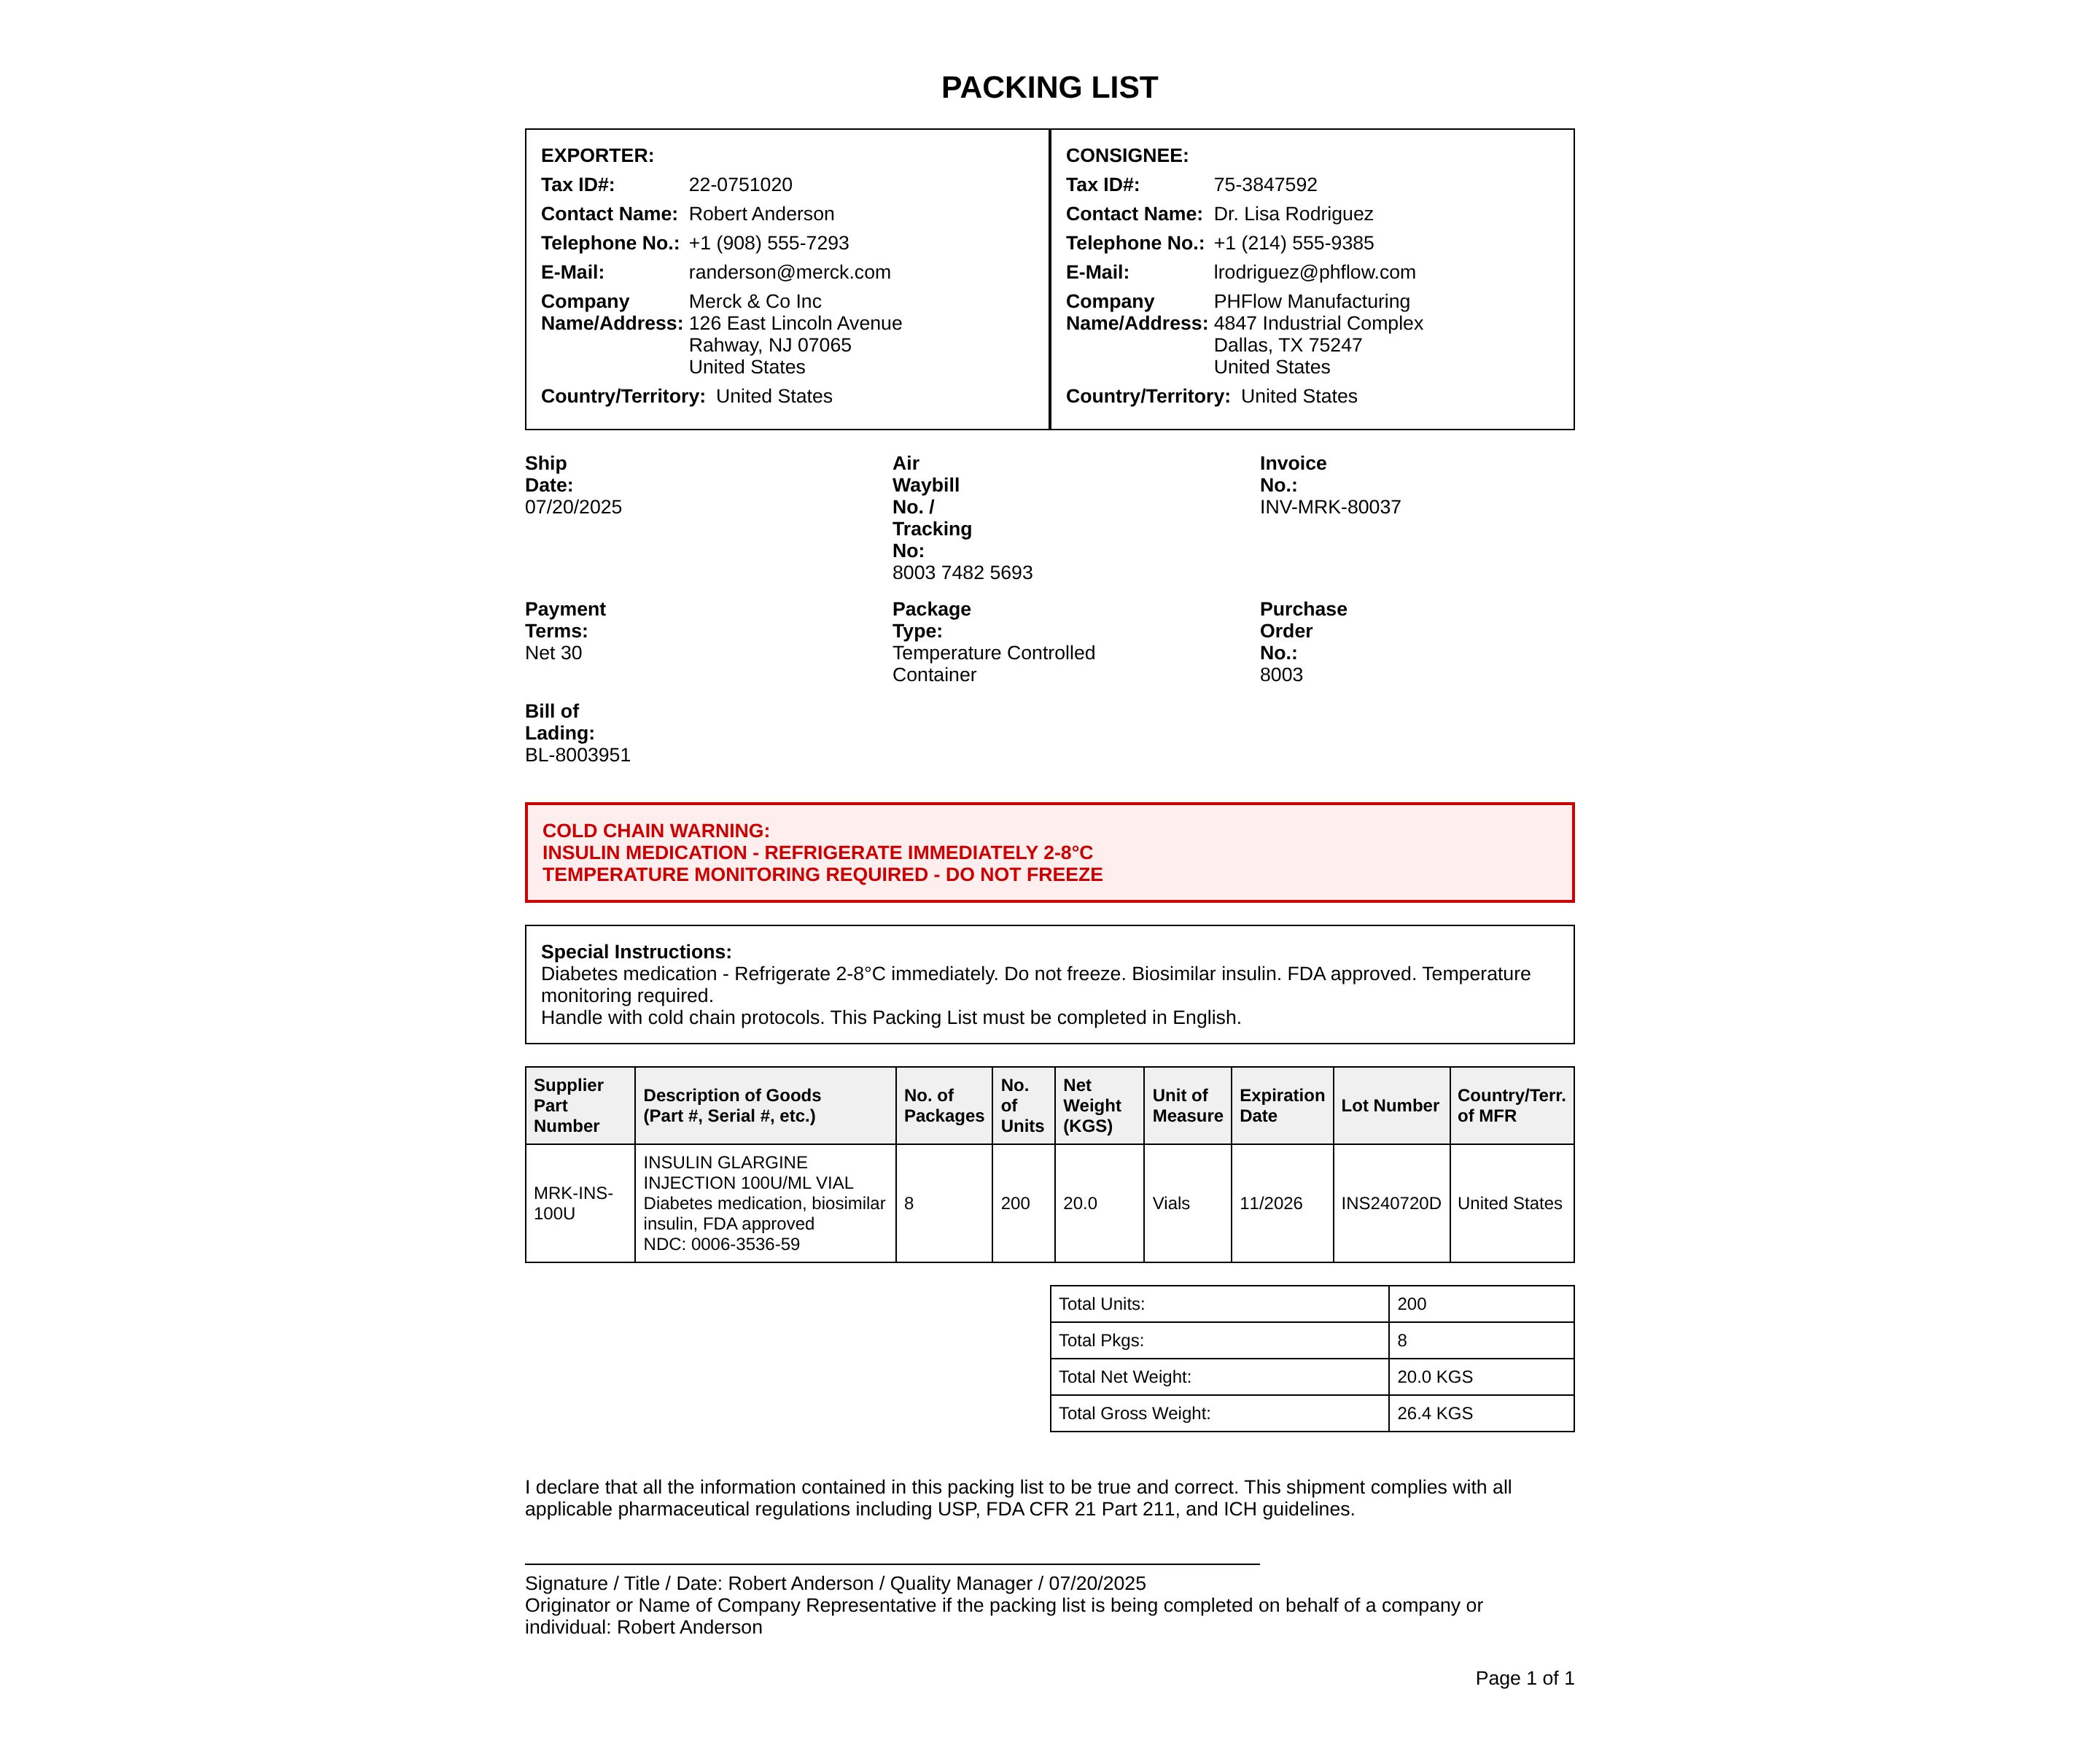 PACKING LIST
EXPORTER:
Tax ID#: 22-0751020
Contact Name: Robert Anderson
Telephone No.: +1 (908) 555-7293
E-Mail: randerson@merck.com
Company Merck & Co Inc
Name/Address: 126 East Lincoln Avenue
Rahway, NJ 07065
United States
Country/Territory: United States
CONSIGNEE:
Tax ID#: 75-3847592
Contact Name: Dr. Lisa Rodriguez
Telephone No.: +1 (214) 555-9385
E-Mail: lrodriguez@phflow.com
Company PHFlow Manufacturing
Name/Address: 4847 Industrial Complex
Dallas, TX 75247
United States
Country/Territory: United States
Ship
Date:
07/20/2025
Air
Waybill
No. /
Tracking
No:
8003 7482 5693
Invoice
No.:
INV-MRK-80037
Payment
Terms:
Net 30
Package
Type:
Temperature Controlled
Container
Purchase
Order
No.:
8003
Bill of
Lading:
BL-8003951
COLD CHAIN WARNING:
INSULIN MEDICATION - REFRIGERATE IMMEDIATELY 2-8°C
TEMPERATURE MONITORING REQUIRED - DO NOT FREEZE
Special Instructions:
Diabetes medication - Refrigerate 2-8°C immediately. Do not freeze. Biosimilar insulin. FDA approved. Temperature
monitoring required.
Handle with cold chain protocols. This Packing List must be completed in English.
Supplier
Part
Number
Description of Goods
(Part #, Serial #, etc.)
No. of
Packages
No.
of
Units
Net
Weight
(KGS)
Unit of
Measure
Expiration
Date
Lot Number
Country/Terr.
of MFR
MRK-INS-
100U
INSULIN GLARGINE
INJECTION 100U/ML VIAL
Diabetes medication, biosimilar
insulin, FDA approved
NDC: 0006-3536-59
8
200
20.0
Vials
11/2026
INS240720D
United States
Total Units: 200
Total Pkgs: 8
Total Net Weight: 20.0 KGS
Total Gross Weight: 26.4 KGS
I declare that all the information contained in this packing list to be true and correct. This shipment complies with all
applicable pharmaceutical regulations including USP, FDA CFR 21 Part 211, and ICH guidelines.
Signature / Title / Date: Robert Anderson / Quality Manager / 07/20/2025
Originator or Name of Company Representative if the packing list is being completed on behalf of a company or
individual: Robert Anderson
Page 1 of 1